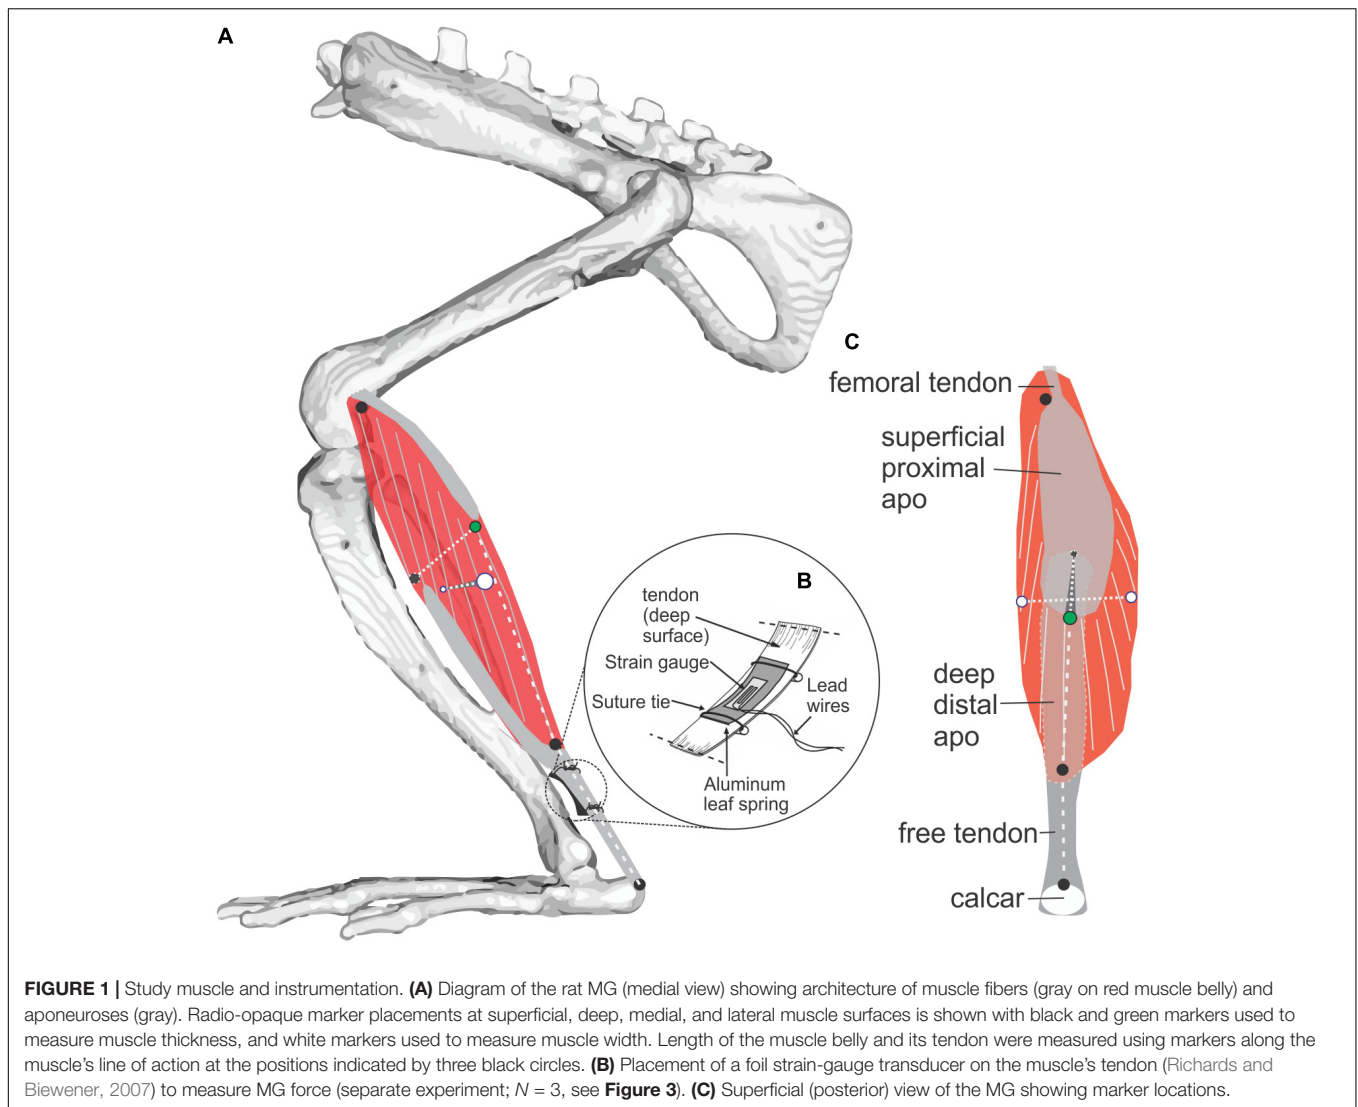 A
C
femoral tendon
superficial
proximal
apo
B
tendon
(deep
surface)
Strain gauge
Suture tie
Lead
wires
Aluminum
leaf spring
deep
distal
apo
free tendon
calcar
FIGURE 1 | Study muscle and instrumentation. (A) Diagram of the rat MG (medial view) showing architecture of muscle fibers (gray on red muscle belly) and
aponeuroses (gray). Radio-opaque marker placements at superficial, deep, medial, and lateral muscle surfaces is shown with black and green markers used to
measure muscle thickness, and white markers used to measure muscle width. Length of the muscle belly and its tendon were measured using markers along the
muscle's line of action at the positions indicated by three black circles. (B) Placement of a foil strain-gauge transducer on the muscle's tendon (Richards and
Biewener, 2007) to measure MG force (separate experiment; N = 3, see Figure 3). (C) Superficial (posterior) view of the MG showing marker locations.